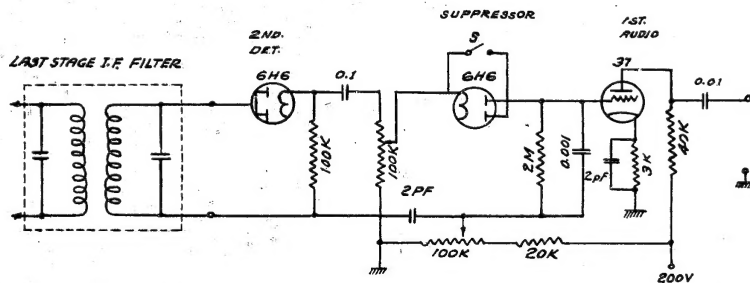 SUPPRESSOR
2ND.
DET.
1ST.
AUDIO
LAST STAGE I.F. FILTER
S
37
6H6
6H6
0.1
0.01
100K
100K
2M
0.001
2pF
3K
40K
2PF
100K
20K
200V